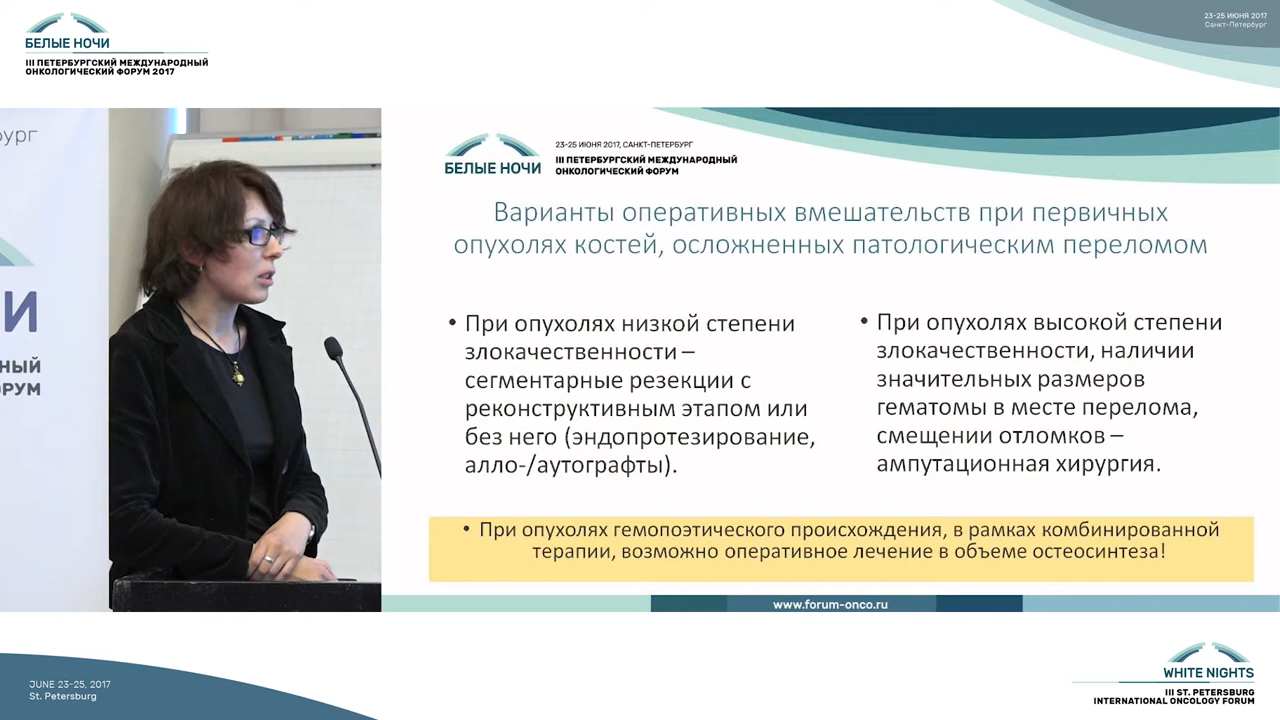 БЕЛЫЕ НОЧИ
III ПЕТЕРБУРГСКИЙ МЕЖДУНАРОДНЫЙ
ОНКОЛОГИЧЕСКИЙ ФОРУМ 2017
23-25 ИЮНЯ 2017
Санкт-Петербург
бург
И
НЫЙ
ОРУМ
БЕЛЫЕ НОЧИ
23-25 ИЮНЯ 2017, САНКТ-ПЕТЕРБУРГ
III ПЕТЕРБУРГСКИЙ МЕЖДУНАРОДНЫЙ
ОНКОЛОГИЧЕСКИЙ ФОРУМ
Варианты оперативных вмешательств при первичных
опухолях костей, осложненных патологическим переломом
• При опухолях низкой степени
злокачественности –
сегментарные резекции с
реконструктивным этапом или
без него (эндопротезирование,
алло-/аутографты).
• При опухолях высокой степени
злокачественности, наличии
значительных размеров
гематомы в месте перелома,
смещении отломков –
ампутационная хирургия.
• При опухолях гемопоэтического происхождения, в рамках комбинированной
терапии, возможно оперативное лечение в объеме остеосинтеза!
www.forum-onco.ru
JUNE 23-25, 2017
St. Petersburg
WHITE NIGHTS
III ST. PETERSBURG
INTERNATIONAL ONCOLOGY FORUM